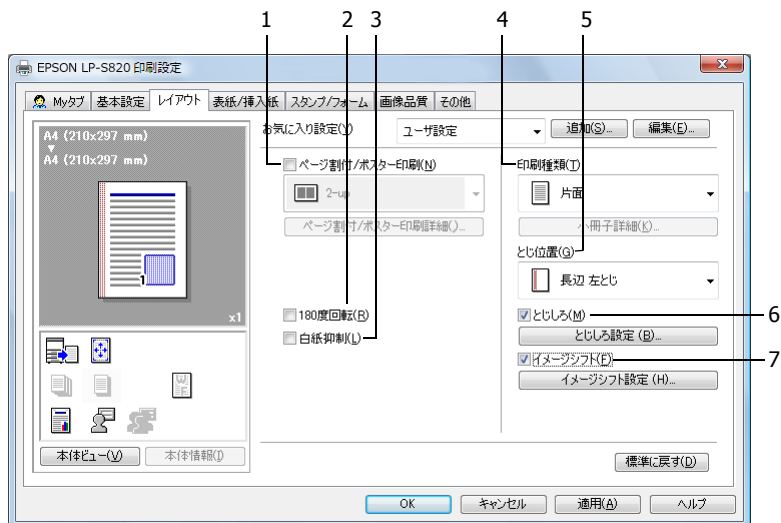 1 2 3 4 5
EPSON LP-S820 印刷設定
Myタブ 基本設定 レイアウト 表紙/挿入紙 スタンプ/フォーム 画像品質 その他
A4 (210x297 mm)
A4 (210x297 mm)
お気に入り設定(Y) ユーザ設定 追加(S)... 編集(E)...
ページ割付/ポスター印刷(N) 印刷種類(T)
2-up 片面
ページ割付/ポスター印刷詳細(,)... 小冊子詳細(K)...
とじ位置(G)
長辺 左とじ
1
x1 180度回転(R) とじしろ(M) 6
白紙抑制(L) とじしろ設定 (B)...
イメージシフト(F) 7
イメージシフト設定 (H)...
W
F
本体ビュー(V) 本体情報(I) 標準に戻す(D)
OK キャンセル 適用(A) ヘルプ